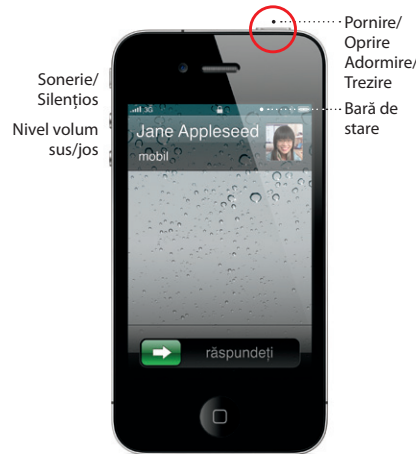 Pornire/
Oprire
Adormire/
Trezire
Sonerie/
Silențios
Nivel volum
sus/jos
Bară de
stare
3G
Jane Appleseed
mobil
răspundeți